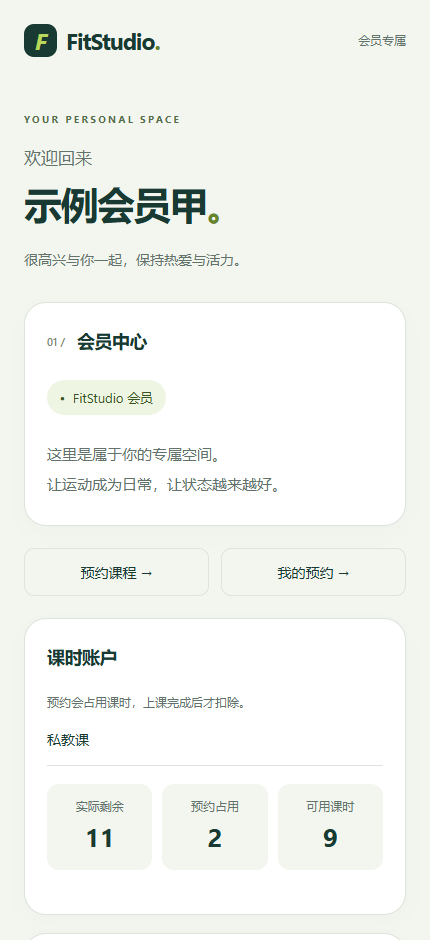 F FitStudio.
会员专属
YOUR PERSONAL SPACE
欢迎回来
示例会员甲。
很高兴与你一起，保持热爱与活力。
01 / 会员中心
• FitStudio 会员
这里是属于你的专属空间。
让运动成为日常，让状态越来越好。
预约课程 →
我的预约 →
课时账户
预约会占用课时，上课完成后才扣除。
私教课
实际剩余
11
预约占用
2
可用课时
9